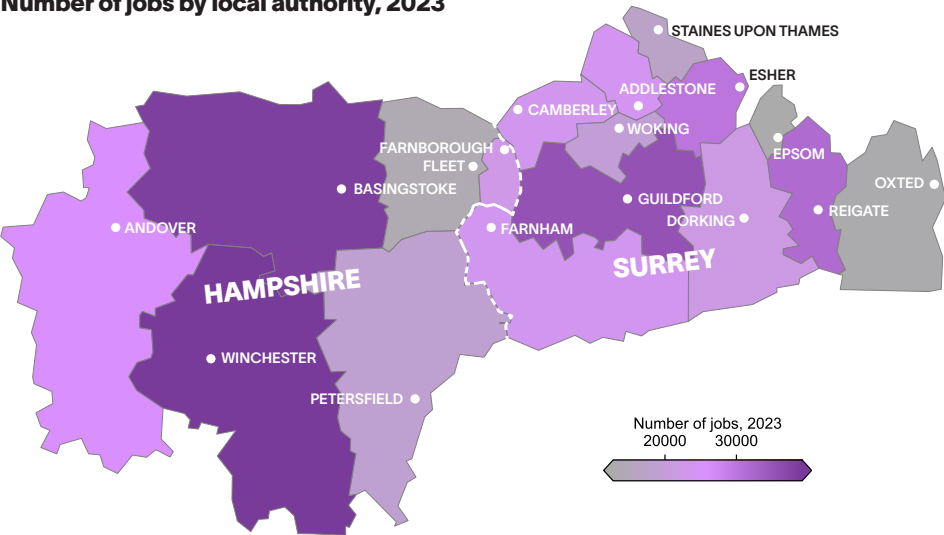 Number of jobs by local authority, 2023
STAINES UPON THAMES
ESHER
ADDLESTONE
CAMBERLEY
WOKING
FARNBOROUGH
EPSOM
FLEET
OXTED
BASINGSTOKE
GUILDFORD
REIGATE
DORKING
ANDOVER
FARNHAM
SURREY
HAMPSHIRE
WINCHESTER
PETERSFIELD
Number of jobs, 2023
20000 30000